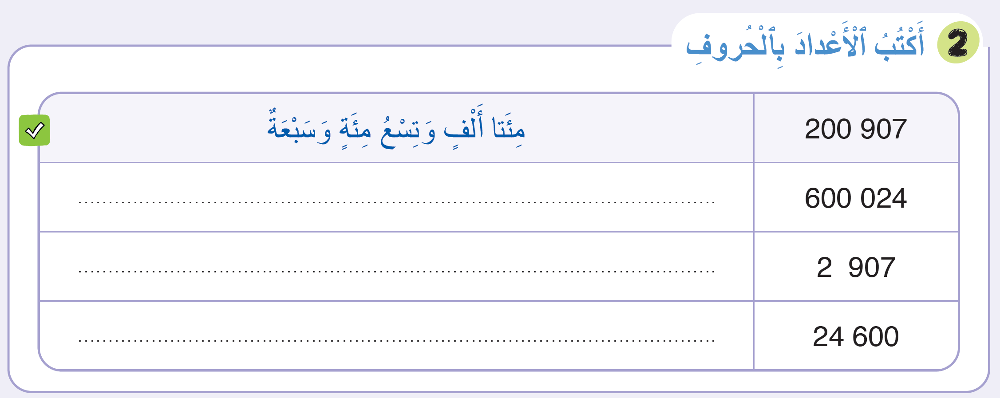 2 أَكْتُبُ ٱلْأَعْدادَ بِٱلْحُروفِ
200 907 مِئَتا أَلْفٍ وَتِسْعُ مِئَةٍ وَسَبْعَةٌ
600 024 ........................................................................................................
2 907 ........................................................................................................
24 600 ........................................................................................................